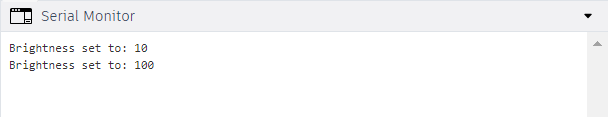 Serial Monitor
Brightness set to: 10
Brightness set to: 100